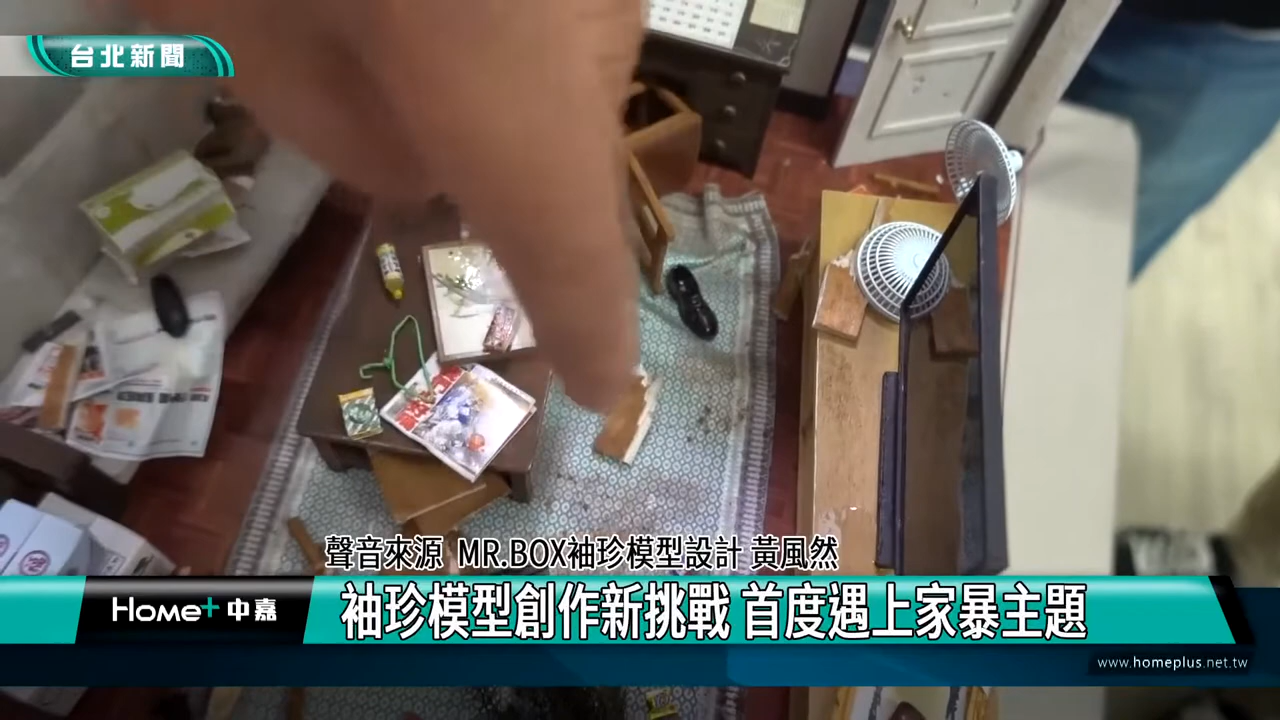 台北新聞
聲音來源 MR.BOX袖珍模型設計 黃風然
Home+ 中嘉
袖珍模型創作新挑戰 首度遇上家暴主題
www.homeplus.net.tw